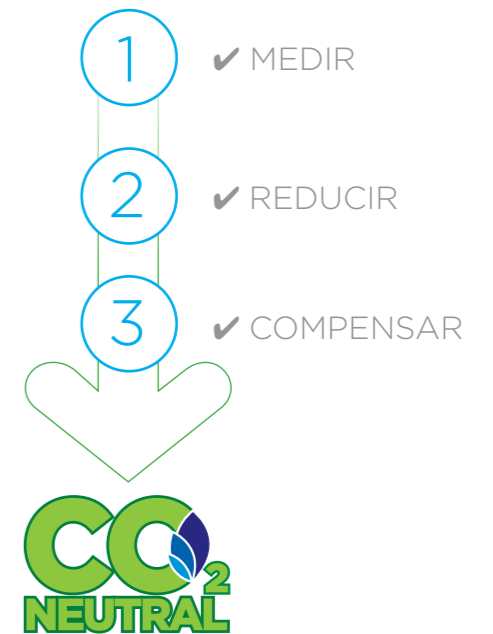 1 ✔ MEDIR
2 ✔ REDUCIR
3 ✔ COMPENSAR
CO2
NEUTRAL